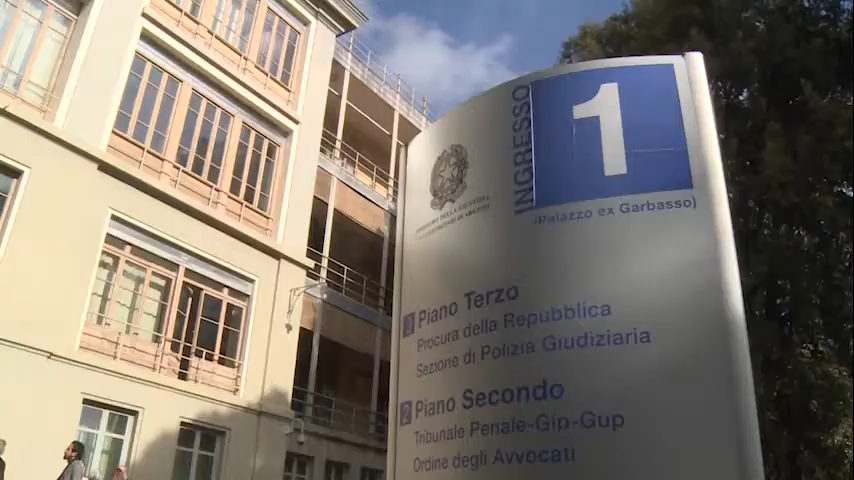 INGRESSO
1
(Palazzo ex Garbasso)
3 Piano Terzo
Procura della Repubblica
Sezione di Polizia Giudiziaria
2 Piano Secondo
Tribunale Penale-Gip-Gup
Ordine degli Avvocati